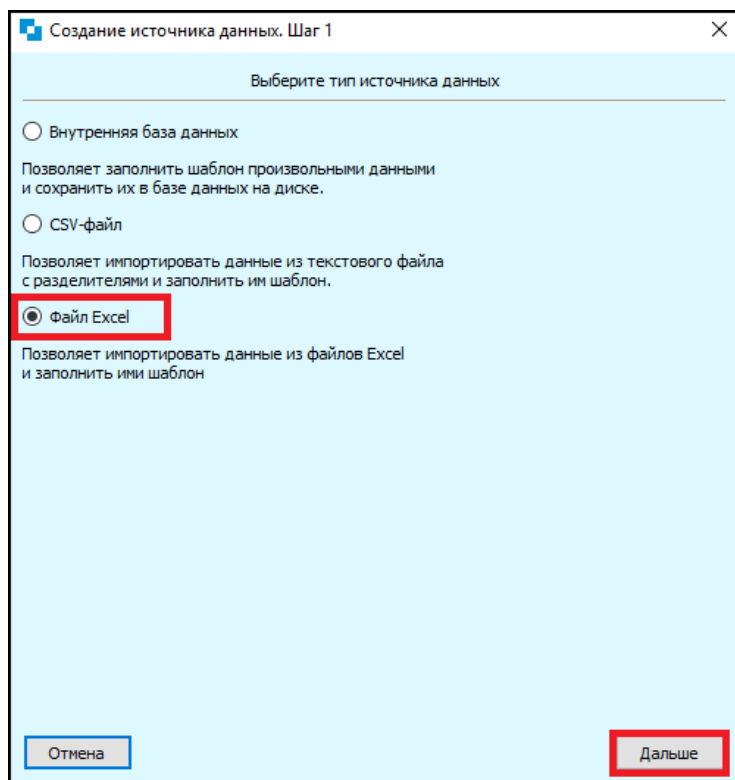 Создание источника данных. Шаг 1
Выберите тип источника данных
Внутренняя база данных
Позволяет заполнить шаблон произвольными данными
и сохранить их в базе данных на диске.
CSV-файл
Позволяет импортировать данные из текстового файла
с разделителями и заполнить им шаблон.
Файл Excel
Позволяет импортировать данные из файлов Excel
и заполнить ими шаблон
Отмена
Дальше